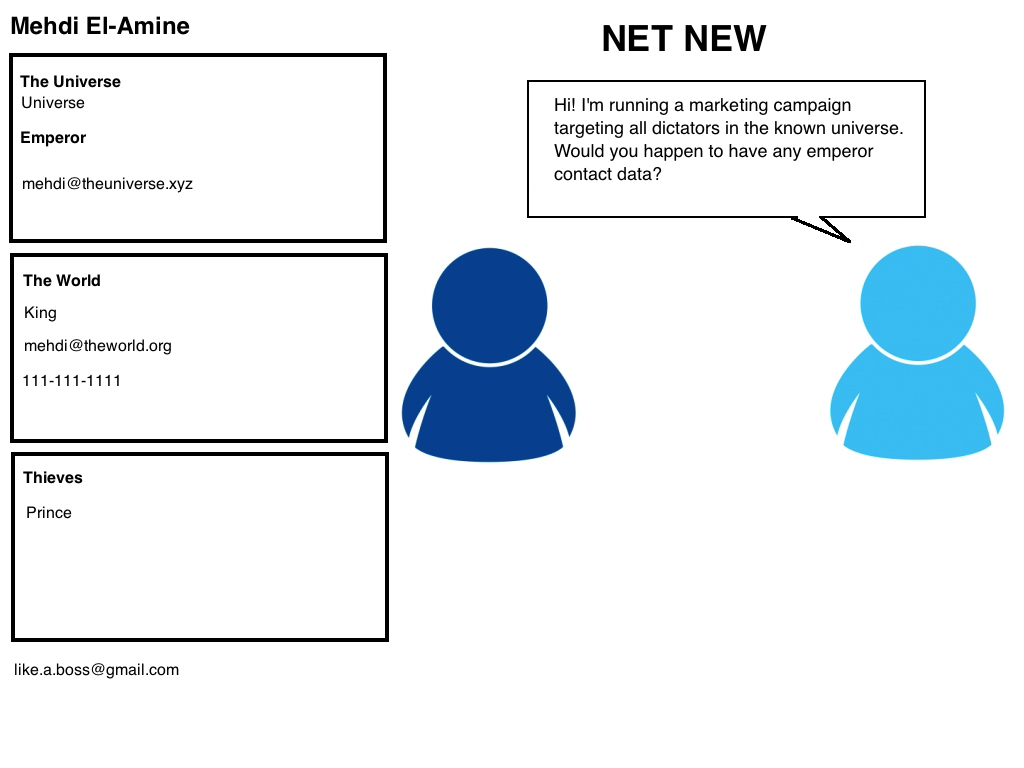 Mehdi El-Amine
The Universe
Universe
Emperor
mehdi@theuniverse.xyz
The World
King
mehdi@theworld.org
111-111-1111
Thieves
Prince
like.a.boss@gmail.com
NET NEW
Hi! I'm running a marketing campaign
targeting all dictators in the known universe.
Would you happen to have any emperor
contact data?